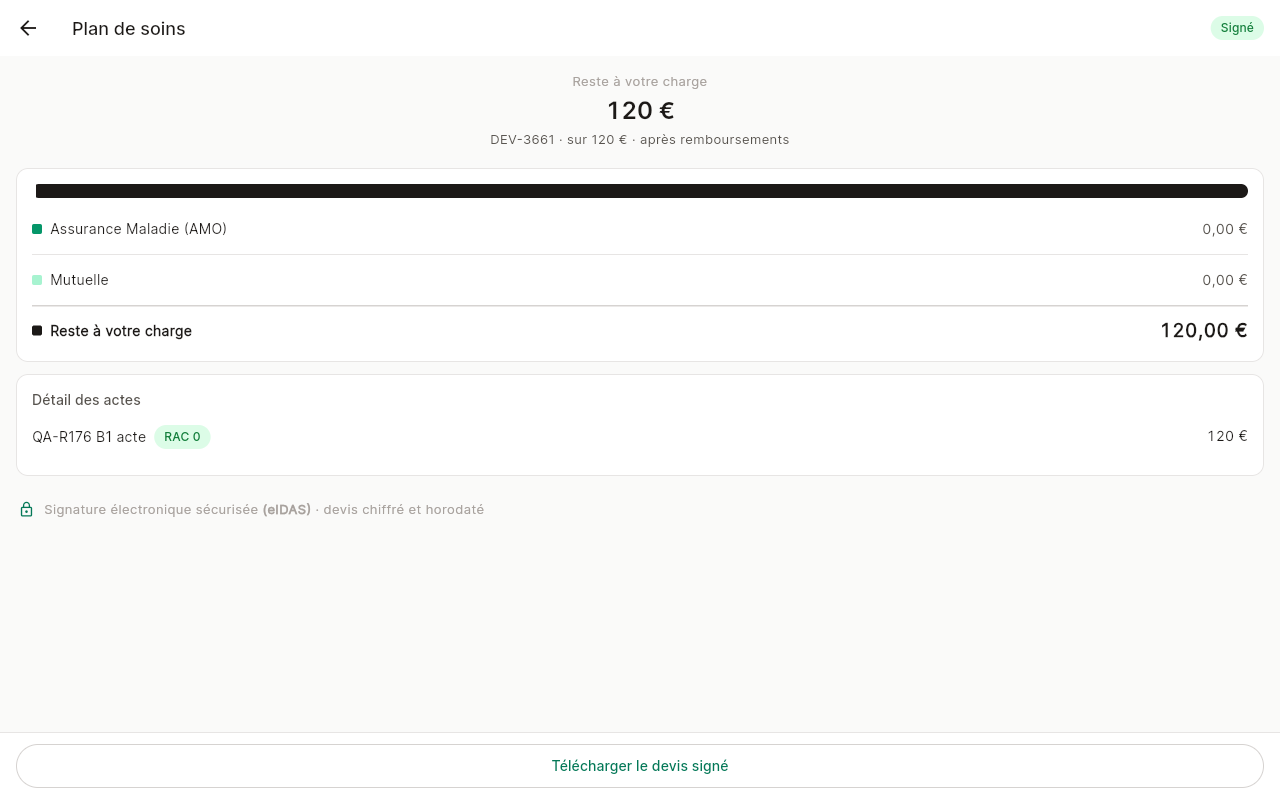 Plan de soins
Signé
Reste à votre charge
120 €
DEV-3661 · sur 120 € · après remboursements
Assurance Maladie (AMO) 0,00 €
Mutuelle 0,00 €
Reste à votre charge 120,00 €
Détail des actes
QA-R176 B1 acte RAC 0 120 €
Signature électronique sécurisée (eIDAS) · devis chiffré et horodaté
Télécharger le devis signé